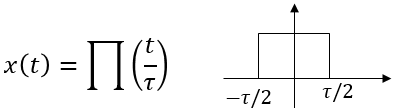 x(t) = ∏ (t/τ)
−τ/2 τ/2